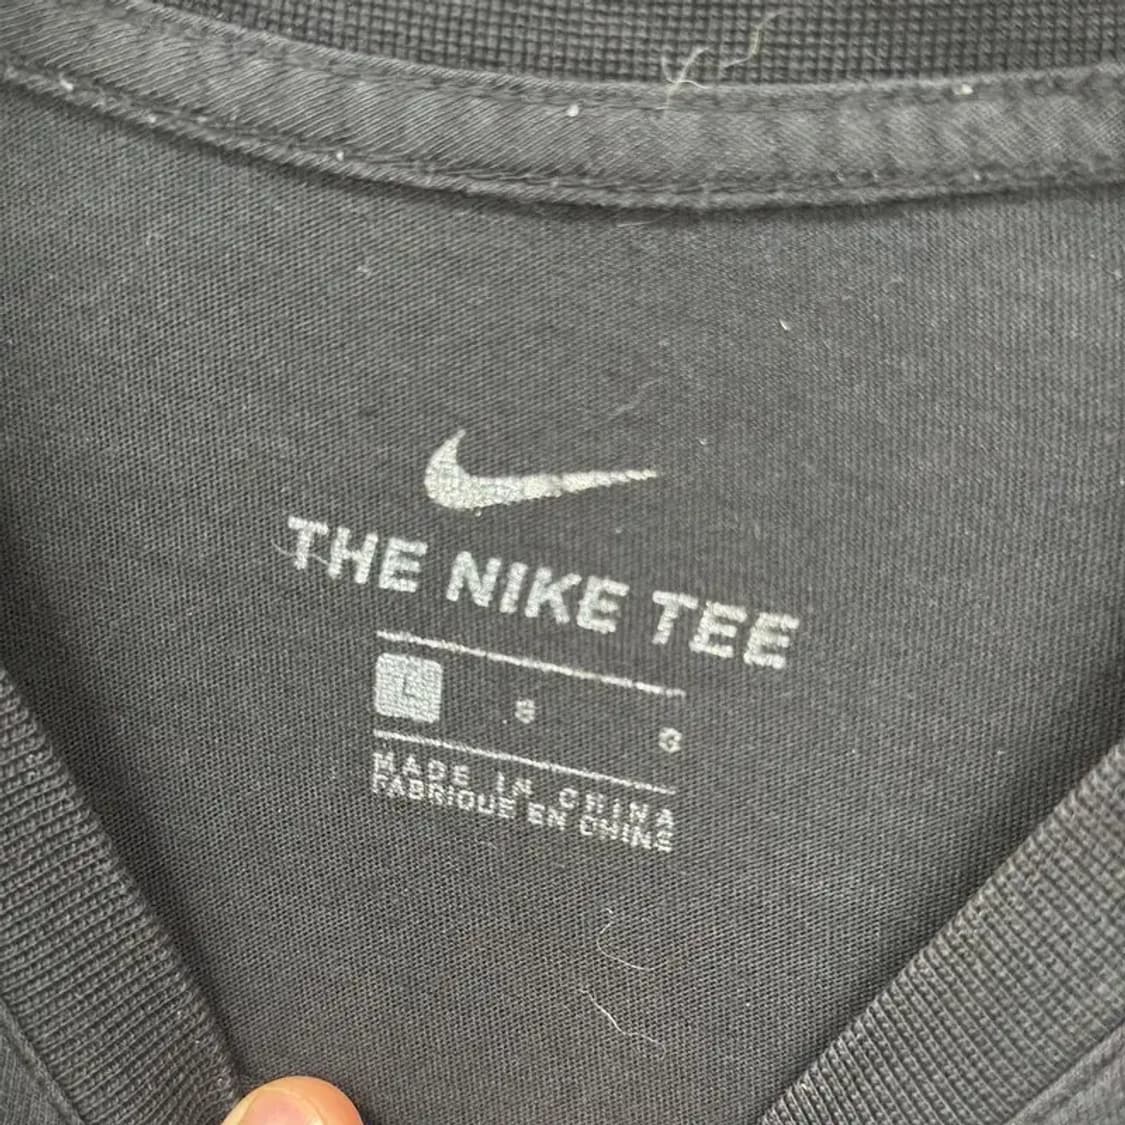 THE NIKE TEE
L G G
MADE IN CHINA
FABRIQUE EN CHINE